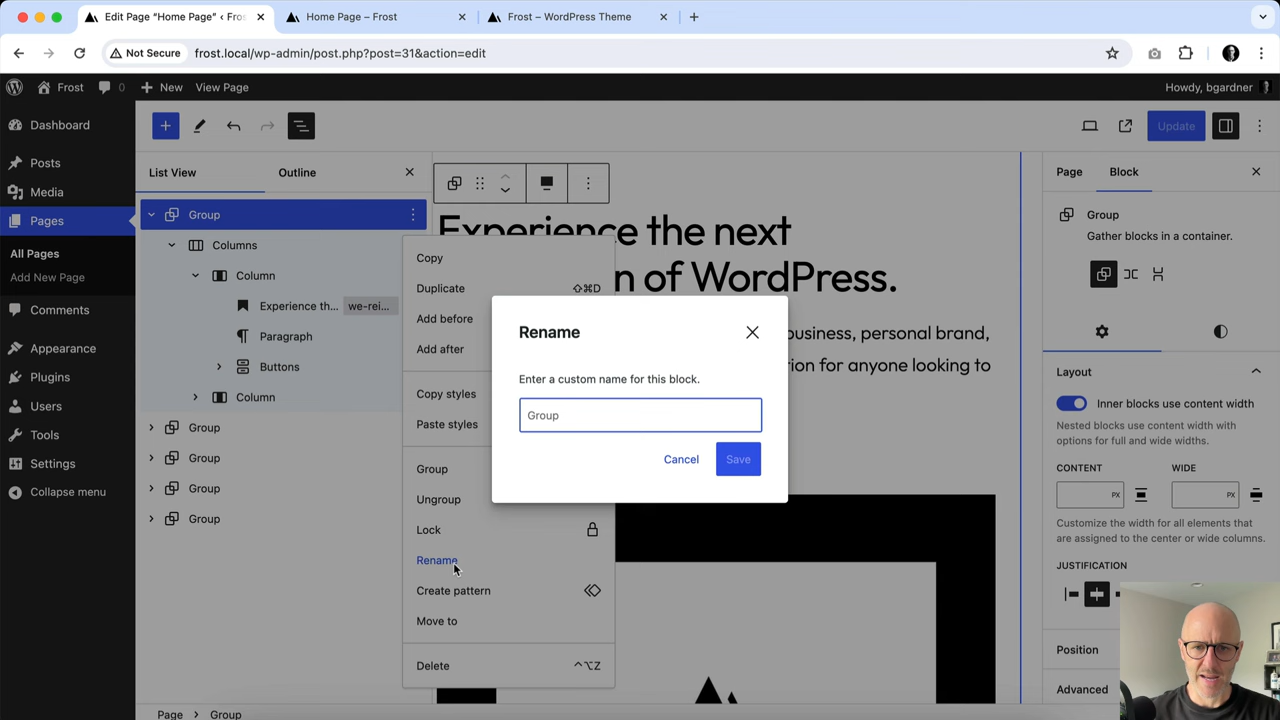 Edit Page "Home Page" ‹ Fros
Home Page – Frost
Frost – WordPress Theme
Not Secure
frost.local/wp-admin/post.php?post=31&action=edit
Frost
0
New
View Page
Howdy, bgardner
Dashboard
Posts
Media
Pages
All Pages
Add New Page
Comments
Appearance
Plugins
Users
Tools
Settings
Collapse menu
Update
List View
Outline
Group
Columns
Column
Experience th...
we-rei...
Paragraph
Buttons
Column
Group
Group
Group
Group
Experience the next
n of WordPress.
business, personal brand,
ion for anyone looking to
Copy
Duplicate
⇧⌘D
Add before
Add after
Copy styles
Paste styles
Group
Ungroup
Lock
Rename
Create pattern
Move to
Delete
⌃⌥Z
Rename
Enter a custom name for this block.
Group
Cancel
Save
Page
Block
Group
Gather blocks in a container.
Layout
Inner blocks use content width
Nested blocks use content width with
options for full and wide widths.
CONTENT
WIDE
PX
PX
Customize the width for all elements that
are assigned to the center or wide columns.
JUSTIFICATION
Position
Advanced
Page
Group